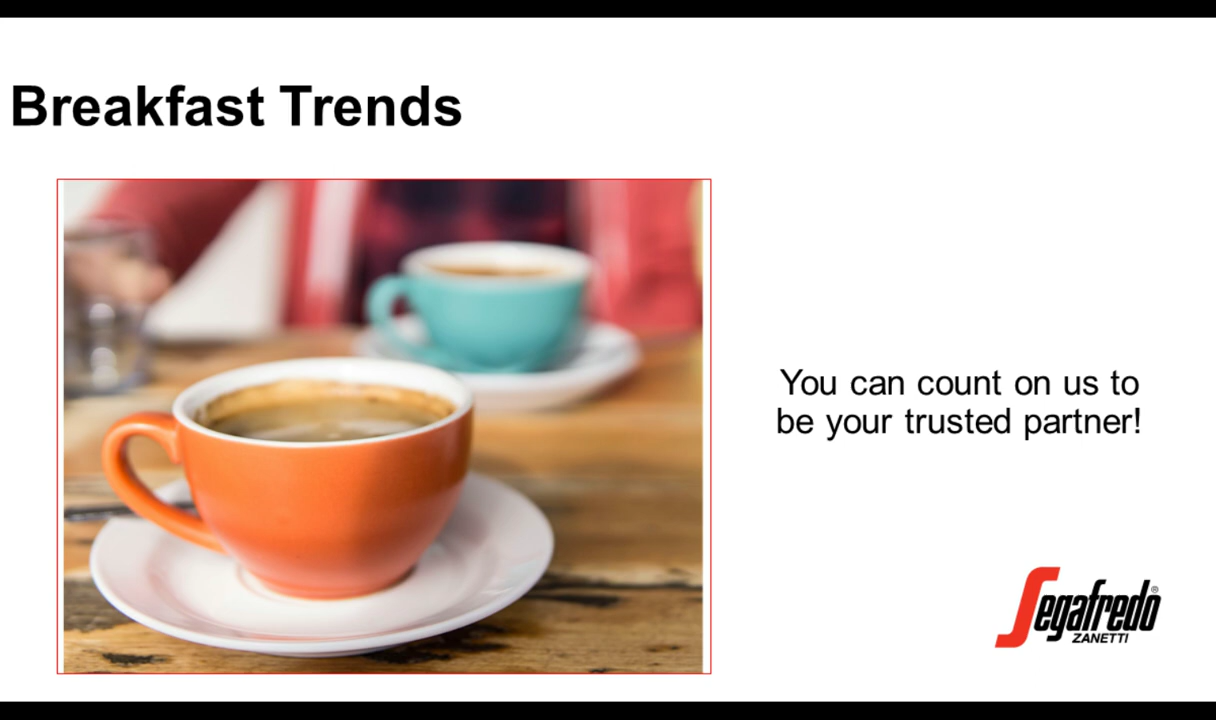 Breakfast Trends
You can count on us to
be your trusted partner!
Segafredo®
ZANETTI